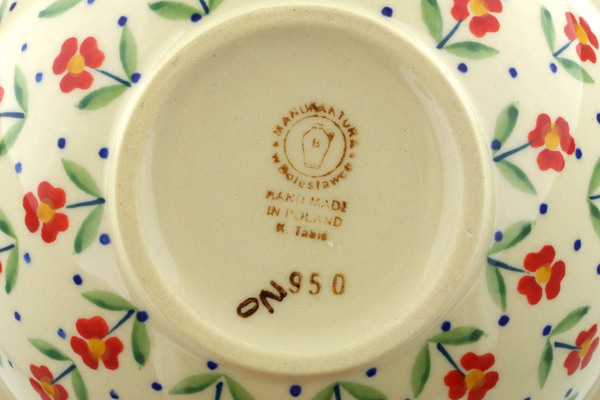 MANUFAKTURA
W Bolesławcu
B
HAND MADE
IN POLAND
K. Tabis
950